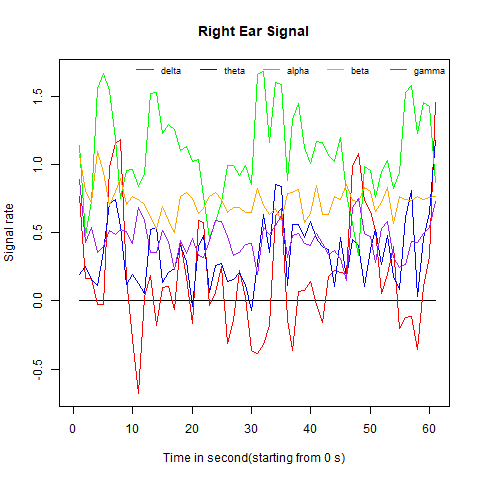 Right Ear Signal
delta theta alpha beta gamma
Signal rate
-0.5 0.0 0.5 1.0 1.5
0 10 20 30 40 50 60
Time in second(starting from 0 s)